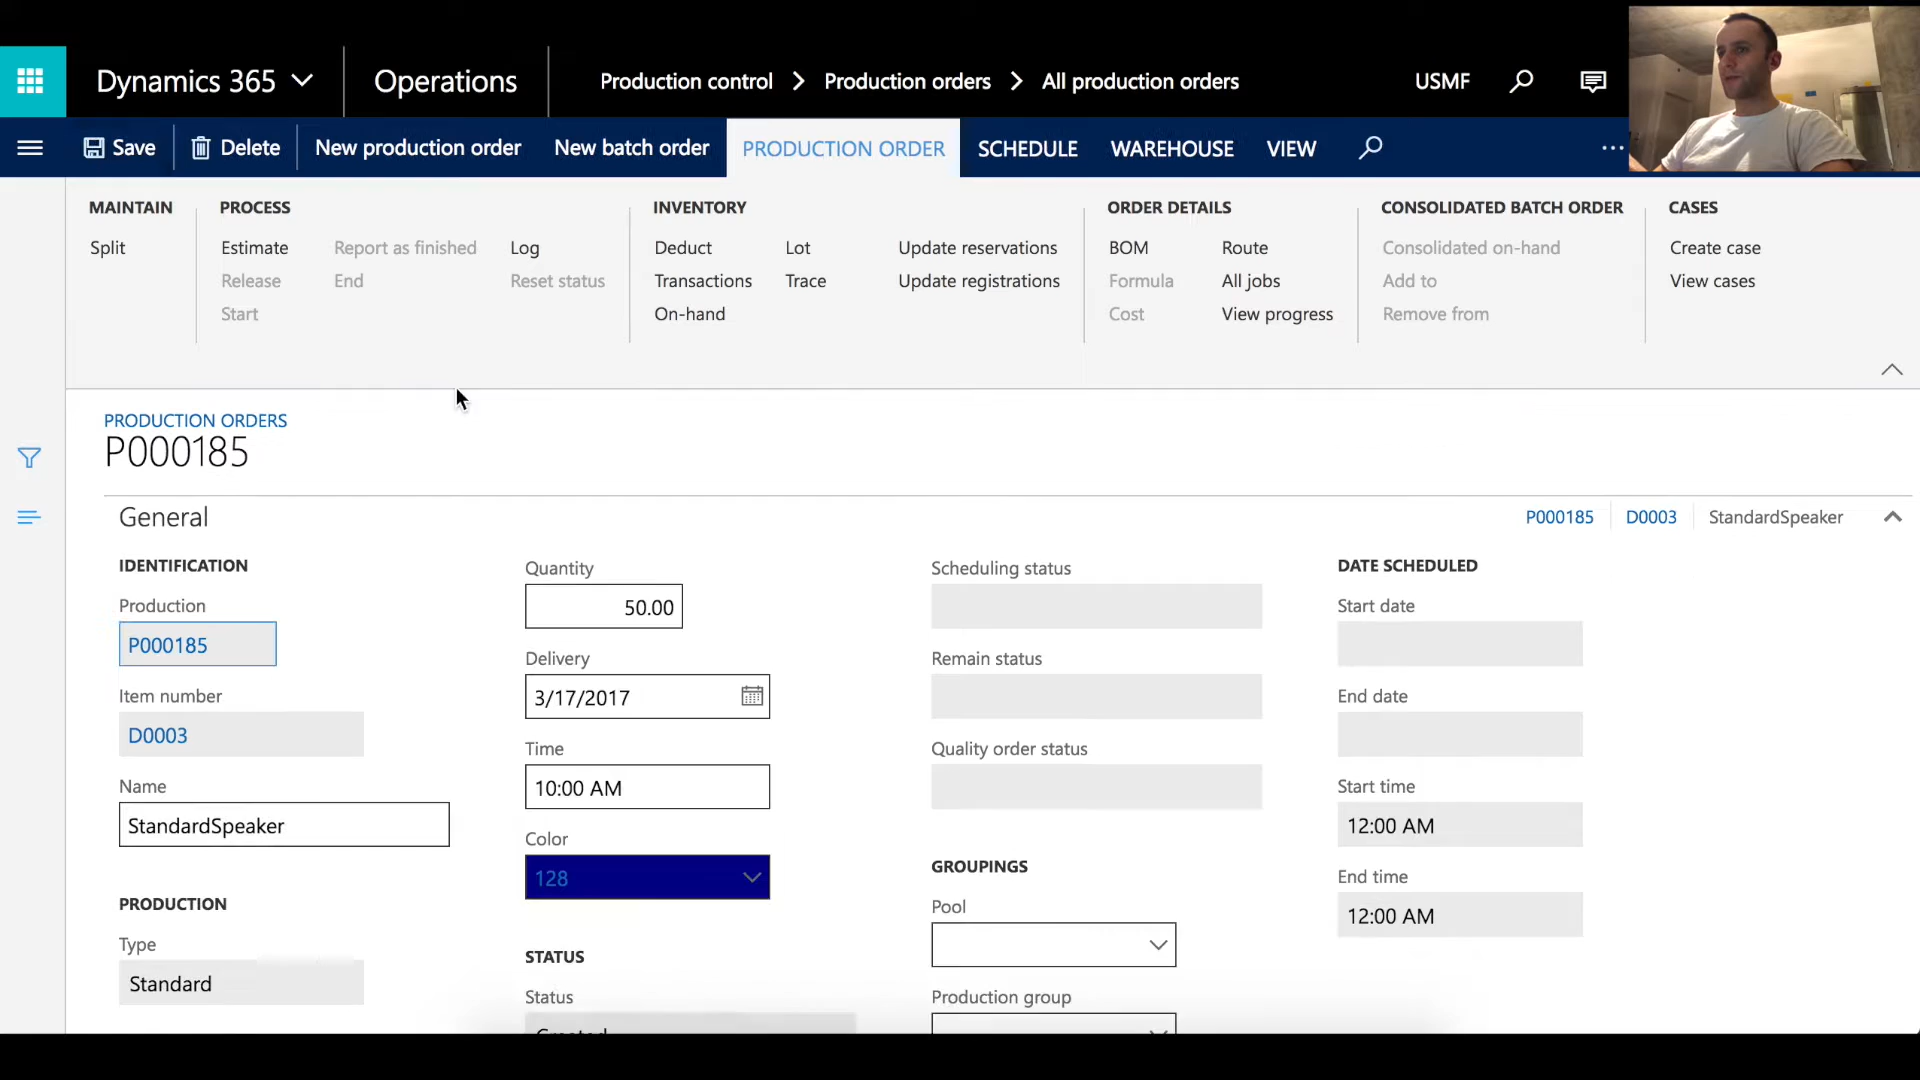 Dynamics 365
Operations
Production control > Production orders > All production orders
USMF
Save
Delete
New production order
New batch order
PRODUCTION ORDER
SCHEDULE
WAREHOUSE
VIEW
...
MAINTAIN
Split
PROCESS
Estimate
Release
Start
Report as finished
End
Log
Reset status
INVENTORY
Deduct
Transactions
On-hand
Lot
Trace
Update reservations
Update registrations
ORDER DETAILS
BOM
Formula
Cost
Route
All jobs
View progress
CONSOLIDATED BATCH ORDER
Consolidated on-hand
Add to
Remove from
CASES
Create case
View cases
PRODUCTION ORDERS
P000185
General
P000185
D0003
StandardSpeaker
IDENTIFICATION
Production
P000185
Item number
D0003
Name
StandardSpeaker
PRODUCTION
Type
Standard
Quantity
50.00
Delivery
3/17/2017
Time
10:00 AM
Color
128
STATUS
Status
Created
Scheduling status
Remain status
Quality order status
GROUPINGS
Pool
Production group
DATE SCHEDULED
Start date
End date
Start time
12:00 AM
End time
12:00 AM